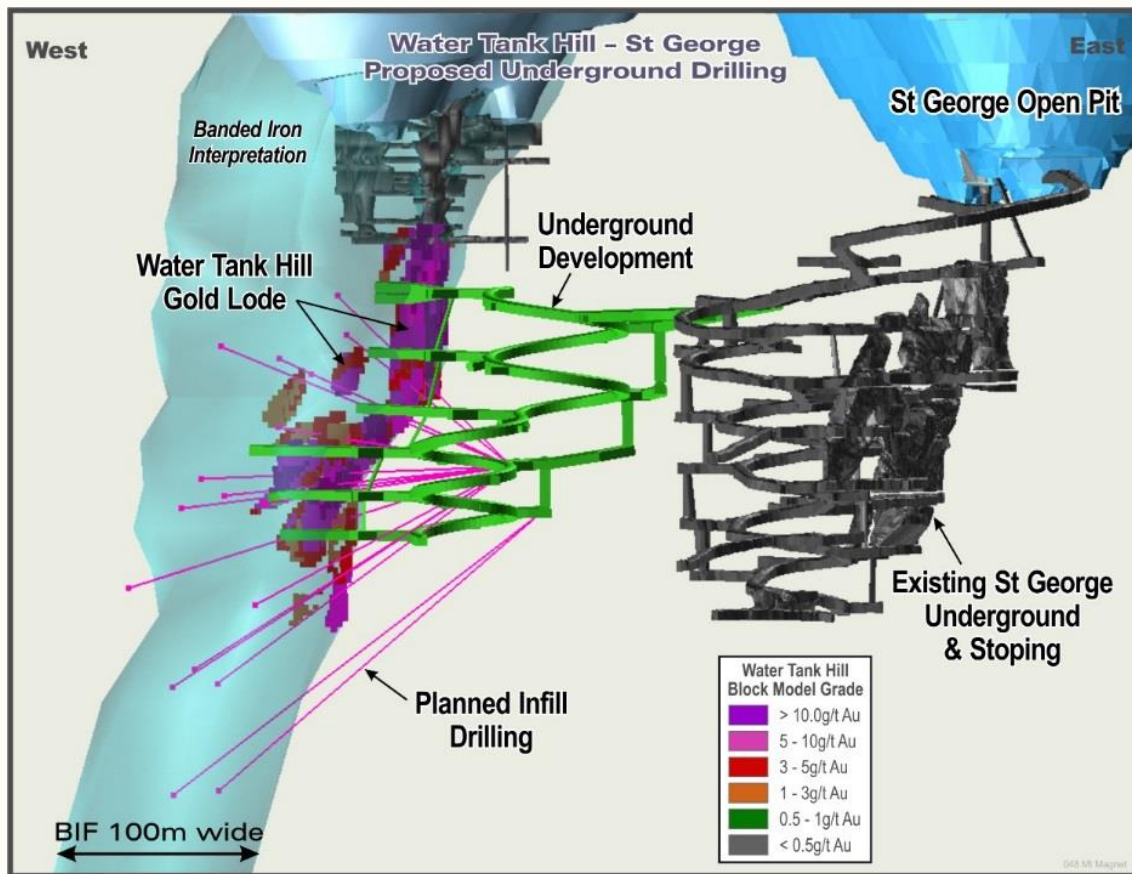 West
Water Tank Hill – St George
Proposed Underground Drilling
East
St George Open Pit
Banded Iron
Interpretation
Underground
Development
Water Tank Hill
Gold Lode
Existing St George
Underground
& Stoping
Planned Infill
Drilling
Water Tank Hill
Block Model Grade
> 10.0g/t Au
5 - 10g/t Au
3 - 5g/t Au
1 - 3g/t Au
0.5 - 1g/t Au
< 0.5g/t Au
BIF 100m wide
048 Mt Magnet